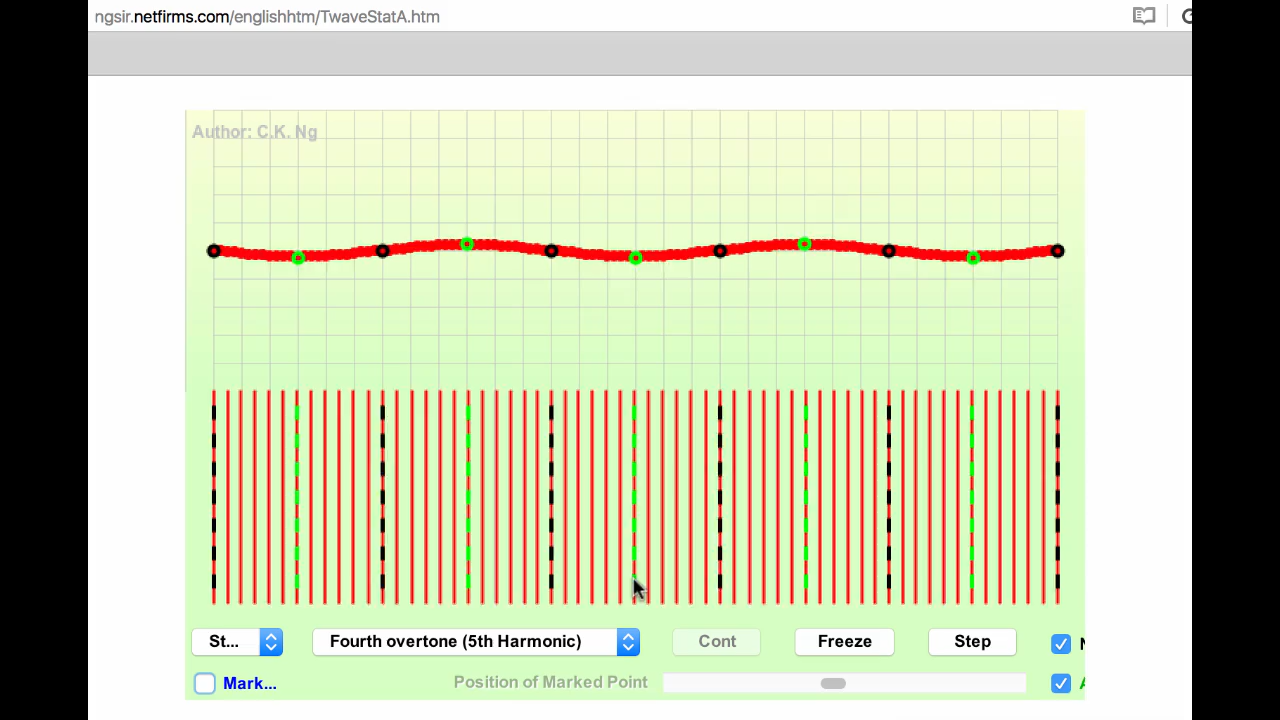 ngsir.netfirms.com/englishhtm/TwaveStatA.htm
Author: C.K. Ng
St... Fourth overtone (5th Harmonic) Cont Freeze Step
Mark... Position of Marked Point